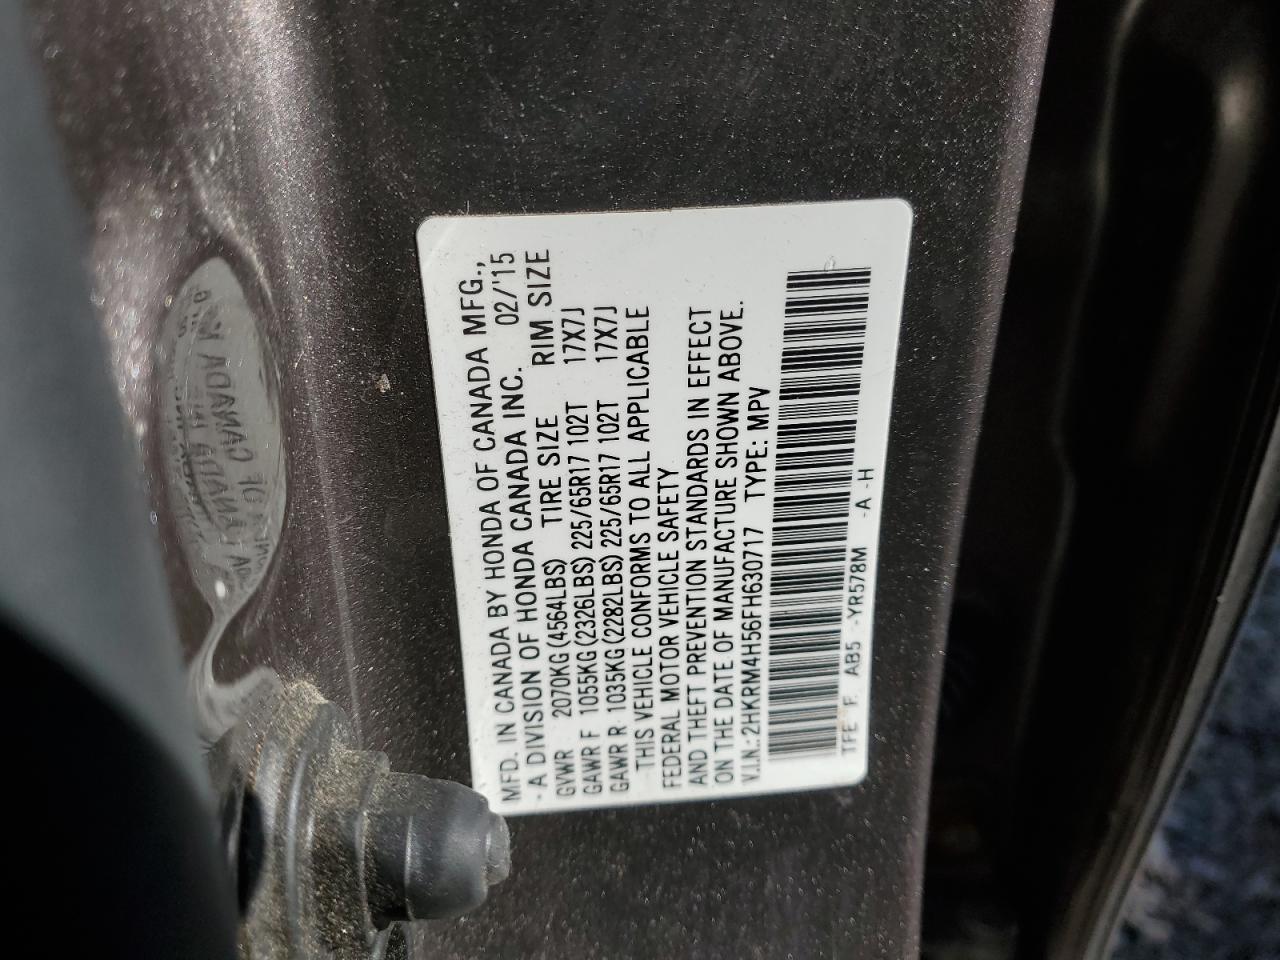 MFD. IN CANADA BY HONDA OF CANADA MFG.,
- A DIVISION OF HONDA CANADA INC. 02/'15
GVWR 2070KG (4564LBS) TIRE SIZE RIM SIZE
GAWR F 1055KG (2326LBS) 225/65R17 102T 17X7J
GAWR R 1035KG (2282LBS) 225/65R17 102T 17X7J
THIS VEHICLE CONFORMS TO ALL APPLICABLE
FEDERAL MOTOR VEHICLE SAFETY
AND THEFT PREVENTION STANDARDS IN EFFECT
ON THE DATE OF MANUFACTURE SHOWN ABOVE.
V.I.N.: 2HKRM4H56FH630717 TYPE: MPV
TFE F. AB5 -YR578M -A -H